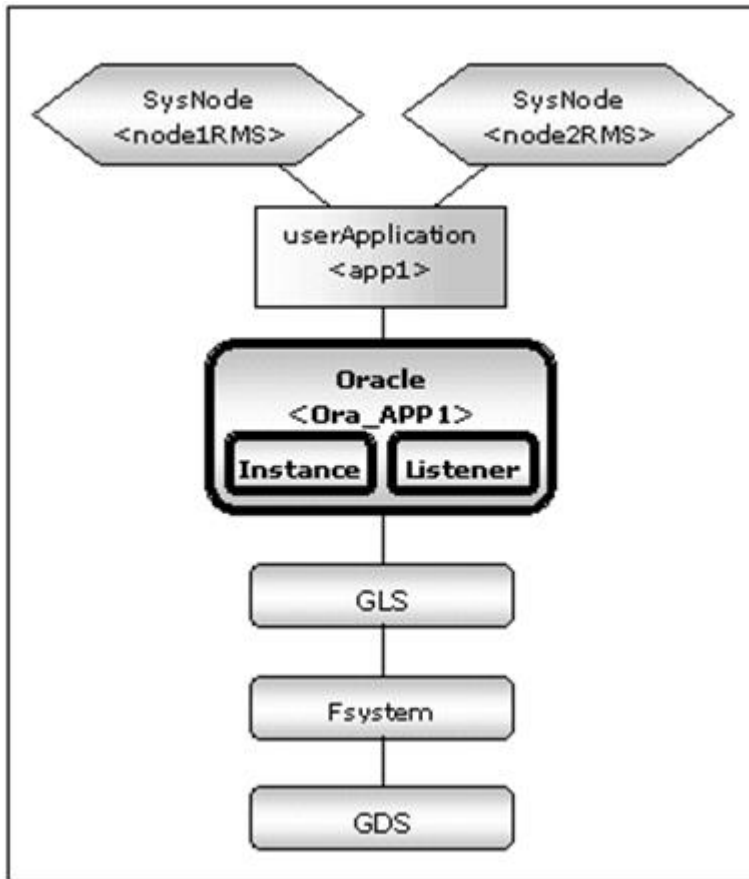 SysNode
<node1RMS>
SysNode
<node2RMS>
userApplication
<app1>
Oracle
<Ora_APP1>
Instance
Listener
GLS
Fsystem
GDS